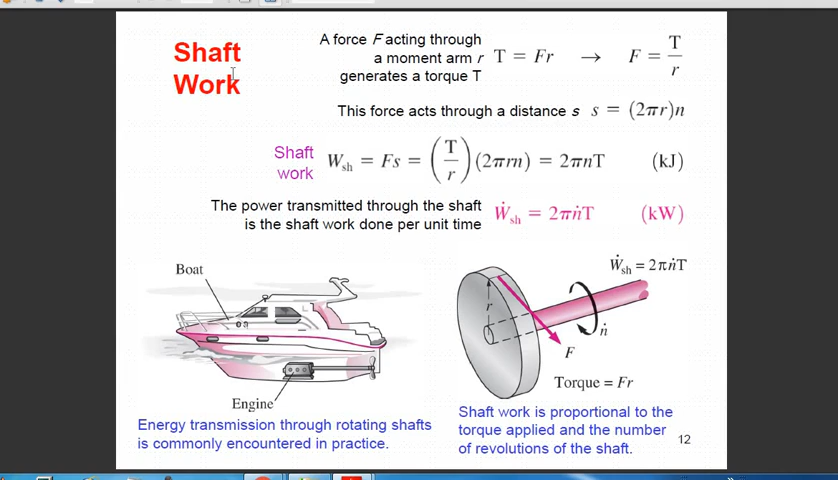 Shaft
Work
A force F acting through
a moment arm r
generates a torque T
T = Fr → F = T/r
This force acts through a distance s s = (2πr)n
Shaft
work
W_sh = Fs = (T/r)(2πrn) = 2πnT (kJ)
The power transmitted through the shaft
is the shaft work done per unit time
Ẇ_sh = 2πṅT (kW)
Boat
Engine
Energy transmission through rotating shafts
is commonly encountered in practice.
Ẇ_sh = 2πṅT
r
ṅ
F
Torque = Fr
Shaft work is proportional to the
torque applied and the number
of revolutions of the shaft.
12